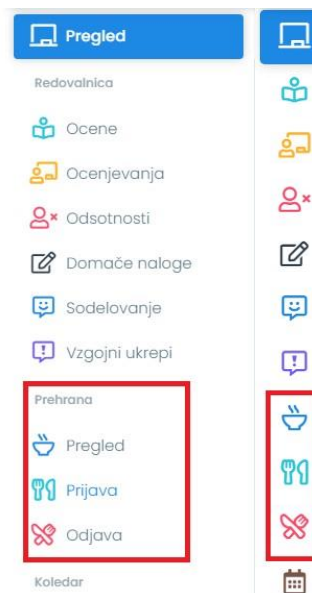 Pregled
Redovalnica
Ocene
Ocenjevanja
Odsotnosti
Domače naloge
Sodelovanje
Vzgojni ukrepi
Prehrana
Pregled
Prijava
Odjava
Koledar